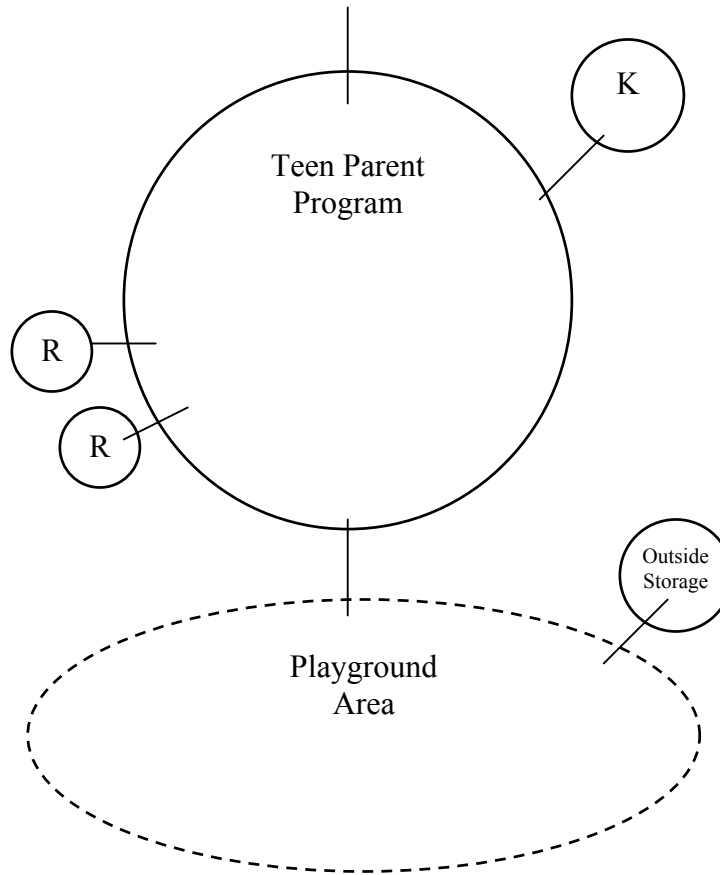 K
Teen Parent
Program
R
R
Outside
Storage
Playground
Area